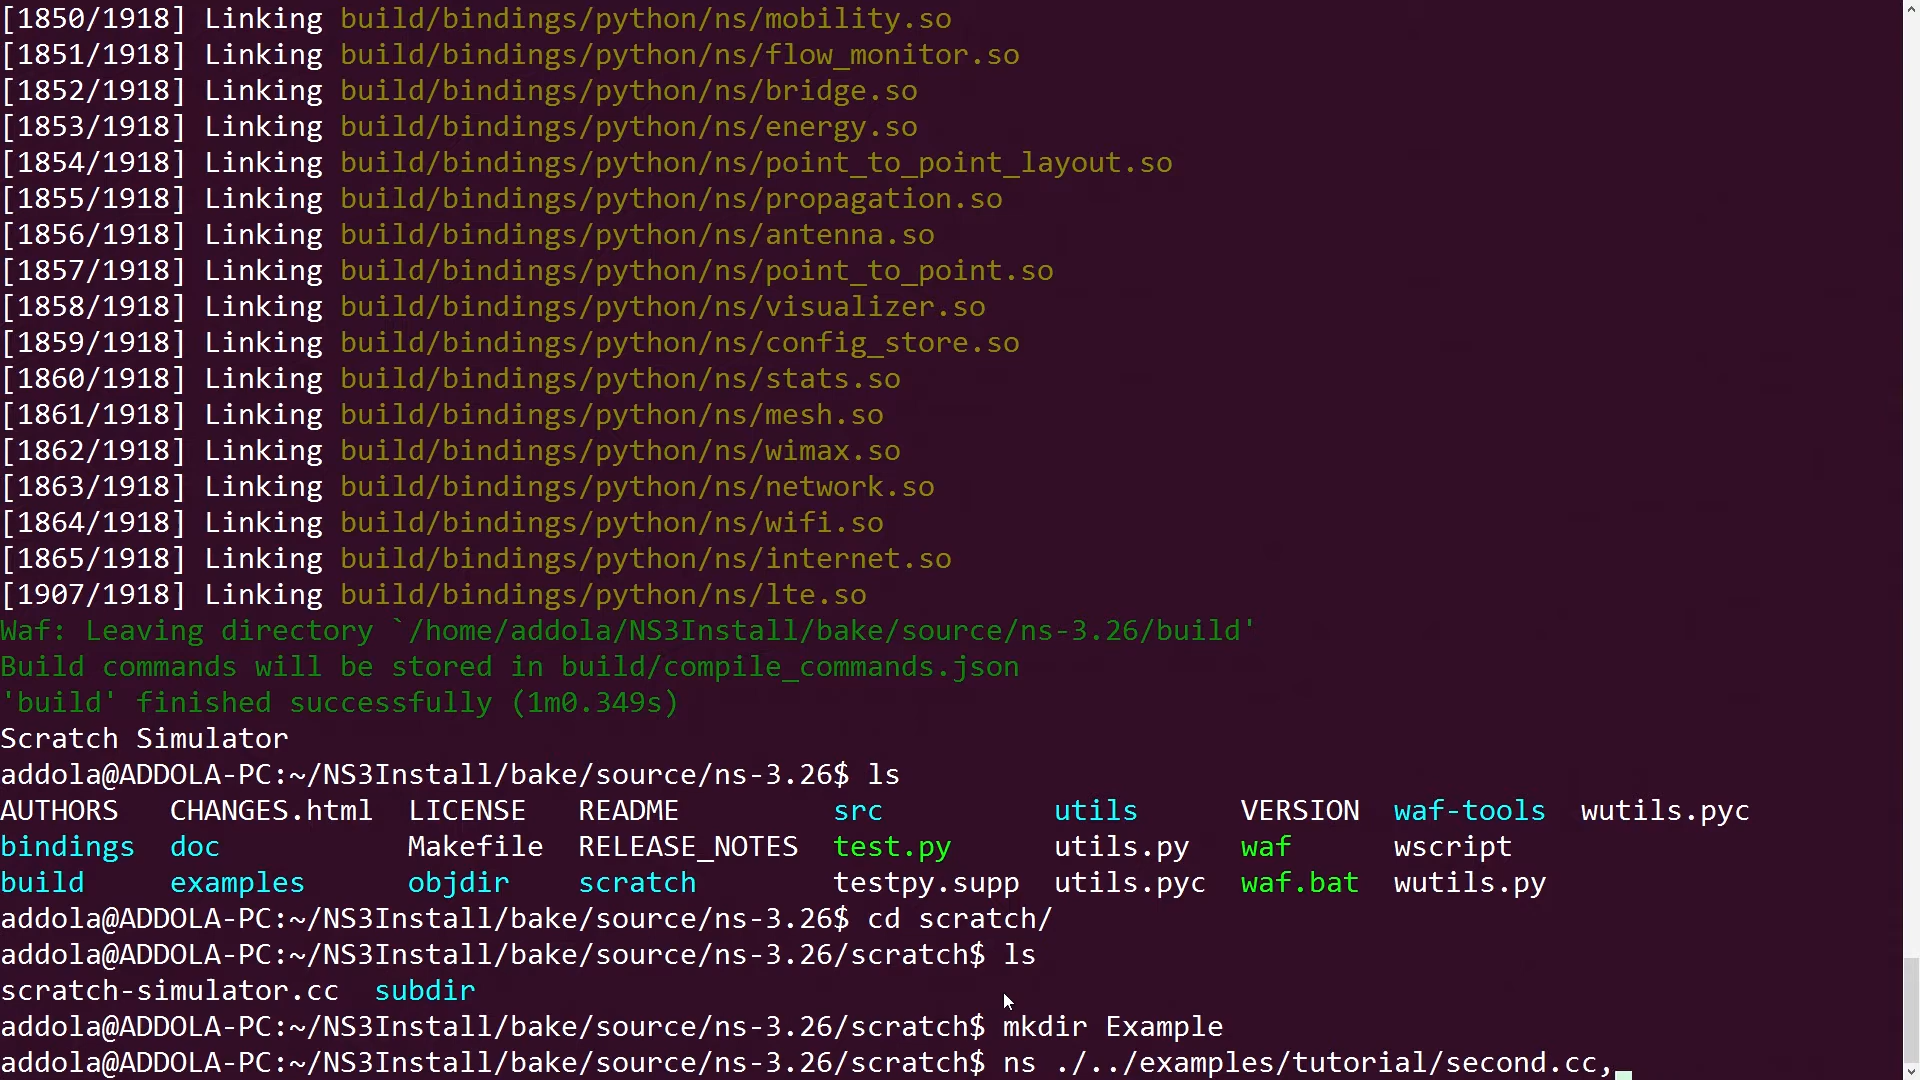 [1850/1918] Linking build/bindings/python/ns/mobility.so
[1851/1918] Linking build/bindings/python/ns/flow_monitor.so
[1852/1918] Linking build/bindings/python/ns/bridge.so
[1853/1918] Linking build/bindings/python/ns/energy.so
[1854/1918] Linking build/bindings/python/ns/point_to_point_layout.so
[1855/1918] Linking build/bindings/python/ns/propagation.so
[1856/1918] Linking build/bindings/python/ns/antenna.so
[1857/1918] Linking build/bindings/python/ns/point_to_point.so
[1858/1918] Linking build/bindings/python/ns/visualizer.so
[1859/1918] Linking build/bindings/python/ns/config_store.so
[1860/1918] Linking build/bindings/python/ns/stats.so
[1861/1918] Linking build/bindings/python/ns/mesh.so
[1862/1918] Linking build/bindings/python/ns/wimax.so
[1863/1918] Linking build/bindings/python/ns/network.so
[1864/1918] Linking build/bindings/python/ns/wifi.so
[1865/1918] Linking build/bindings/python/ns/internet.so
[1907/1918] Linking build/bindings/python/ns/lte.so
Waf: Leaving directory `/home/addola/NS3Install/bake/source/ns-3.26/build'
Build commands will be stored in build/compile_commands.json
'build' finished successfully (1m0.349s)
Scratch Simulator
addola@ADDOLA-PC:~/NS3Install/bake/source/ns-3.26$ ls
AUTHORS CHANGES.html LICENSE README src utils VERSION waf-tools wutils.pyc
bindings doc Makefile RELEASE_NOTES test.py utils.py waf wscript
build examples objdir scratch testpy.supp utils.pyc waf.bat wutils.py
addola@ADDOLA-PC:~/NS3Install/bake/source/ns-3.26$ cd scratch/
addola@ADDOLA-PC:~/NS3Install/bake/source/ns-3.26/scratch$ ls
scratch-simulator.cc subdir
addola@ADDOLA-PC:~/NS3Install/bake/source/ns-3.26/scratch$ mkdir Example
addola@ADDOLA-PC:~/NS3Install/bake/source/ns-3.26/scratch$ ns ./../examples/tutorial/second.cc,